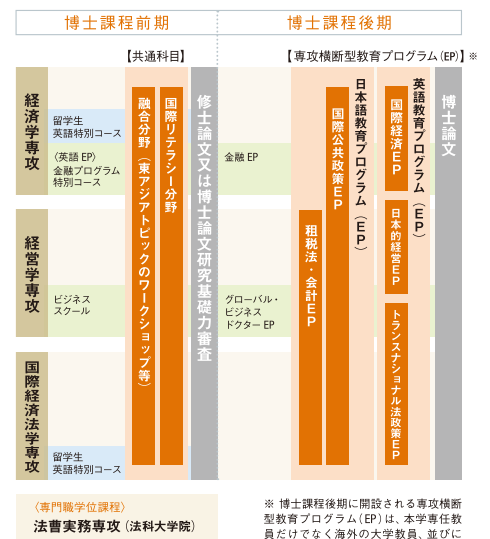 博士課程前期
博士課程後期
【共通科目】
【専攻横断型教育プログラム(EP)】※
経済学専攻
留学生
英語特別コース
〈英語EP〉
金融プログラム
特別コース
経営学専攻
ビジネス
スクール
国際経済法学専攻
留学生
英語特別コース
融合分野(東アジアトピックのワークショップ等)
国際リテラシー分野
修士論文又は博士論文研究基礎力審査
金融EP
グローバル・
ビジネス
ドクターEP
租税法・会計EP
国際公共政策EP
日本語教育プログラム(EP)
国際経済EP
日本的経営EP
トランスナショナル法政策EP
英語教育プログラム(EP)
博士論文
〈専門職学位課程〉
法曹実務専攻(法科大学院)
※ 博士課程後期に開設される専攻横断
型教育プログラム(EP)は、本学専任教
員だけでなく海外の大学教員、並びに